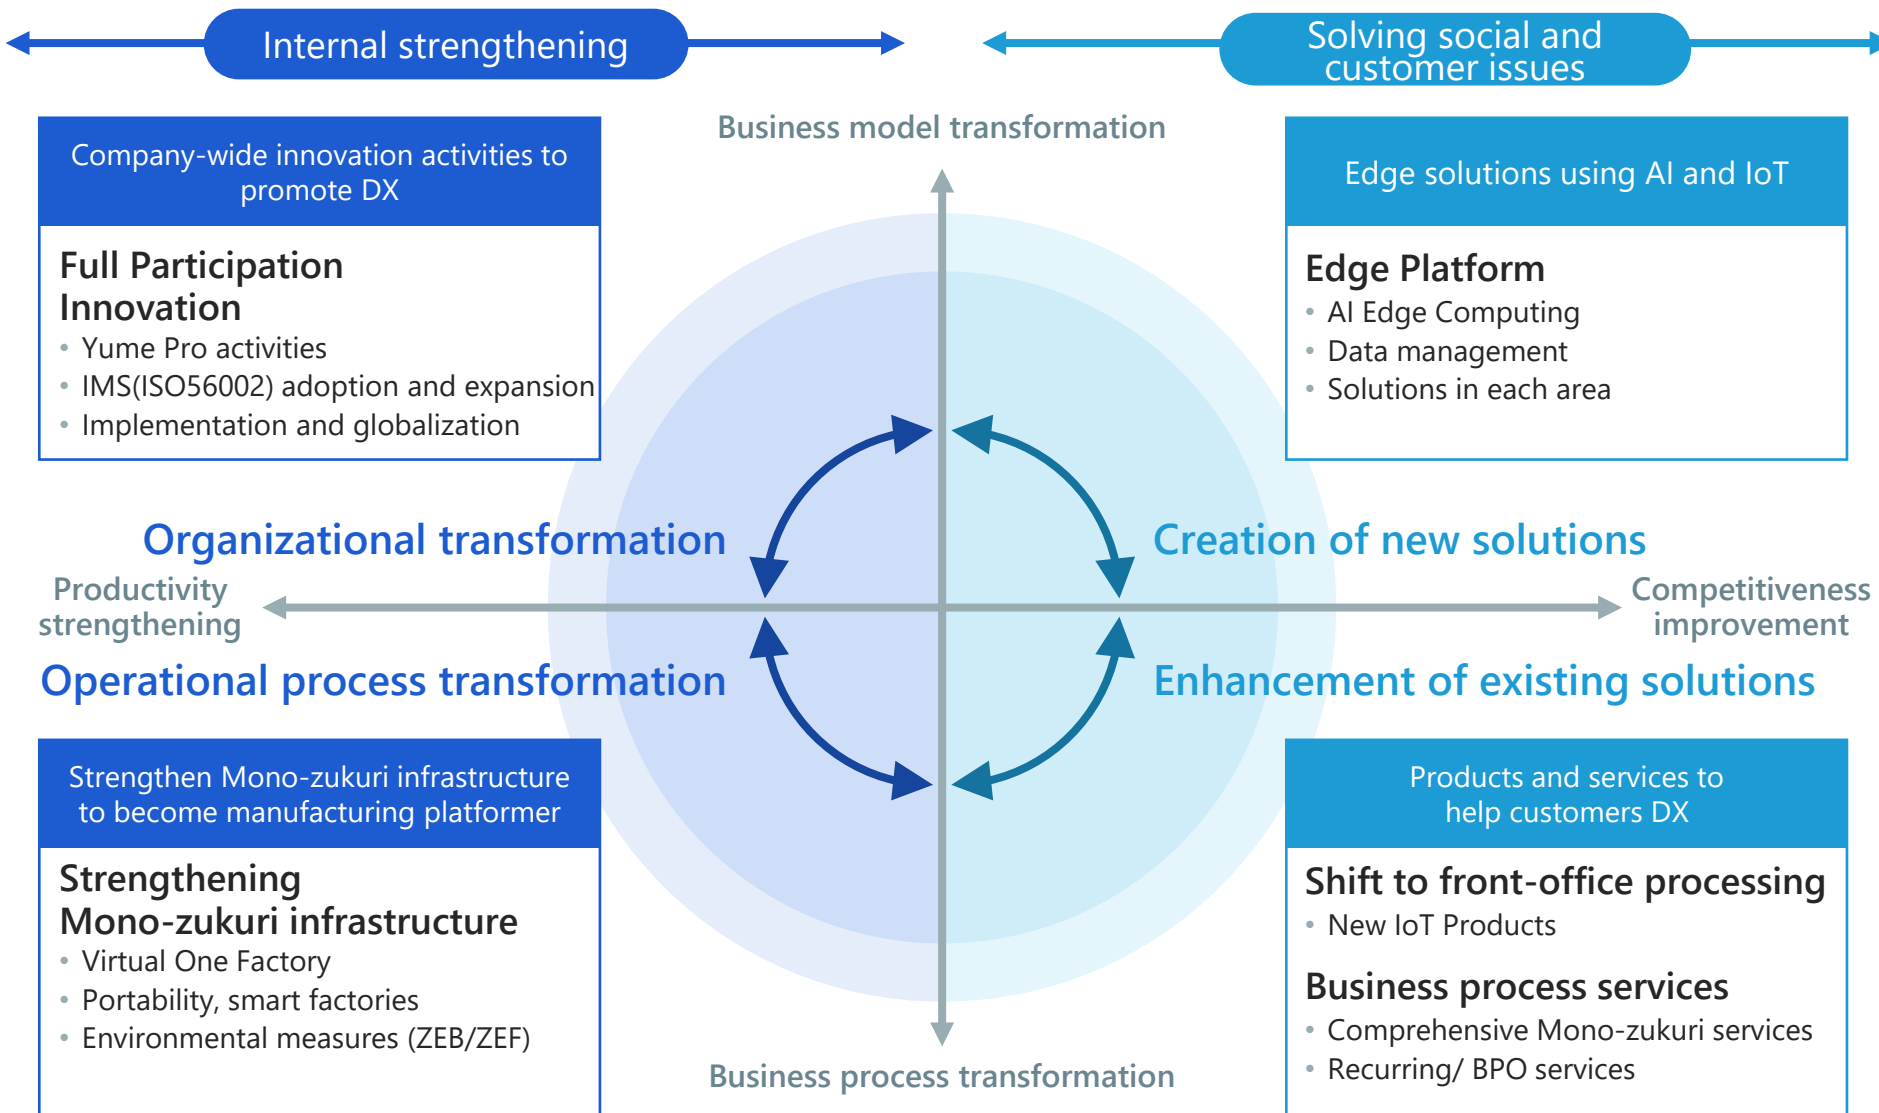 Internal strengthening
Solving social and
customer issues
Business model transformation
Company-wide innovation activities to
promote DX
Full Participation
Innovation
• Yume Pro activities
• IMS(ISO56002) adoption and expansion
• Implementation and globalization
Edge solutions using AI and IoT
Edge Platform
• AI Edge Computing
• Data management
• Solutions in each area
Organizational transformation
Creation of new solutions
Productivity
strengthening
Competitiveness
improvement
Operational process transformation
Enhancement of existing solutions
Strengthen Mono-zukuri infrastructure
to become manufacturing platformer
Strengthening
Mono-zukuri infrastructure
• Virtual One Factory
• Portability, smart factories
• Environmental measures (ZEB/ZEF)
Products and services to
help customers DX
Shift to front-office processing
• New IoT Products
Business process services
• Comprehensive Mono-zukuri services
• Recurring/ BPO services
Business process transformation